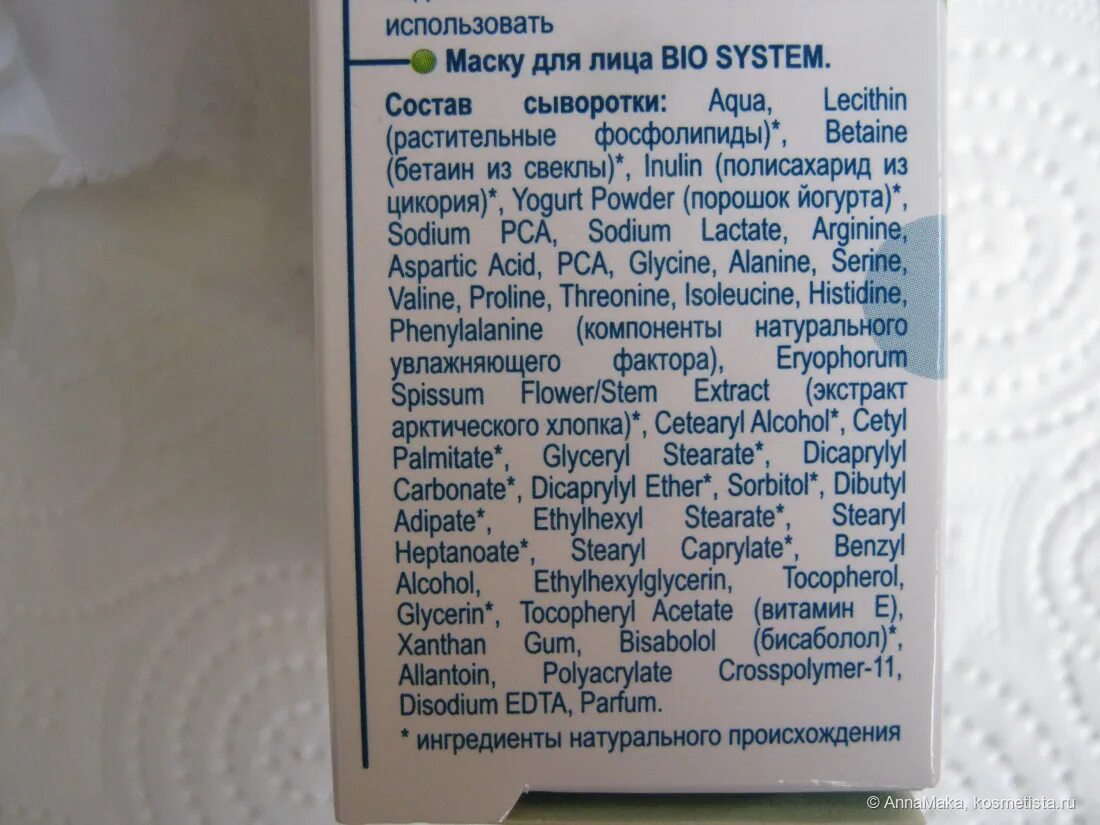 использовать
Маску для лица BIO SYSTEM.
Состав сыворотки: Aqua, Lecithin
(растительные фосфолипиды)*, Betaine
(бетаин из свеклы)*, Inulin (полисахарид из
цикория)*, Yogurt Powder (порошок йогурта)*,
Sodium PCA, Sodium Lactate, Arginine,
Aspartic Acid, PCA, Glycine, Alanine, Serine,
Valine, Proline, Threonine, Isoleucine, Histidine,
Phenylalanine (компоненты натурального
увлажняющего фактора), Eryophorum
Spissum Flower/Stem Extract (экстракт
арктического хлопка)*, Cetearyl Alcohol*, Cetyl
Palmitate*, Glyceryl Stearate*, Dicaprylyl
Carbonate*, Dicaprylyl Ether*, Sorbitol*, Dibutyl
Adipate*, Ethylhexyl Stearate*, Stearyl
Heptanoate*, Stearyl Caprylate*, Benzyl
Alcohol, Ethylhexylglycerin, Tocopherol,
Glycerin*, Tocopheryl Acetate (витамин Е),
Xanthan Gum, Bisabolol (бисаболол)*,
Allantoin, Polyacrylate Crosspolymer-11,
Disodium EDTA, Parfum.
* ингредиенты натурального происхождения
© AnnaMaka, kosmetista.ru